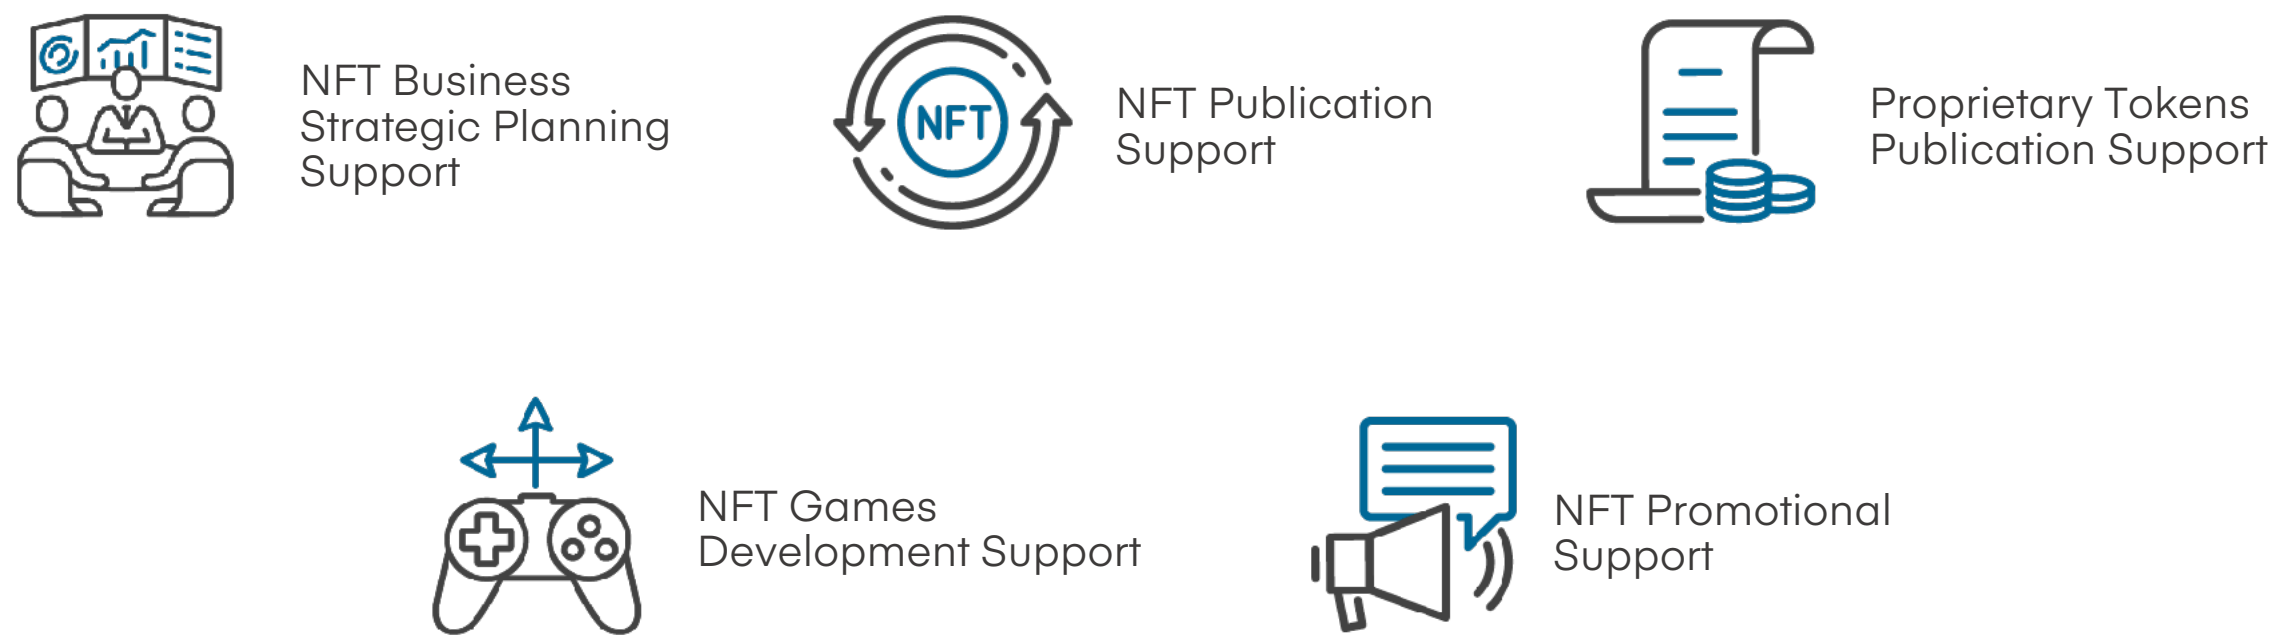 NFT Business
Strategic Planning
Support
NFT
NFT Publication
Support
Proprietary Tokens
Publication Support
NFT Games
Development Support
NFT Promotional
Support